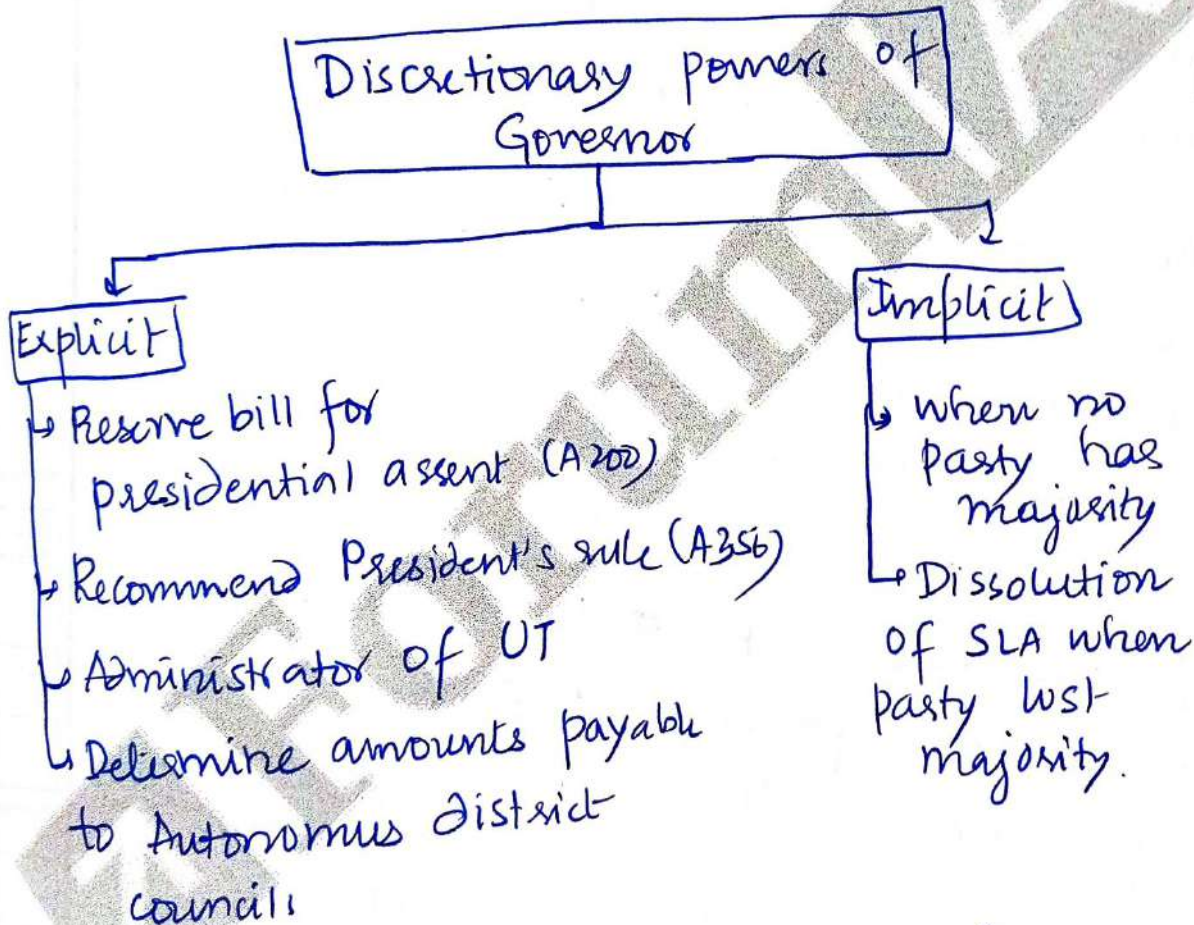 Discretionary powers of
Governor
Explicit
Reserve bill for
presidential assent (A200)
Recommend President's rule (A356)
Administrator of UT
Determine amounts payable
to Autonomus district
councils
Implicit
when no
party has
majority
Dissolution
of SLA when
party lost
majority.
ForumIAS